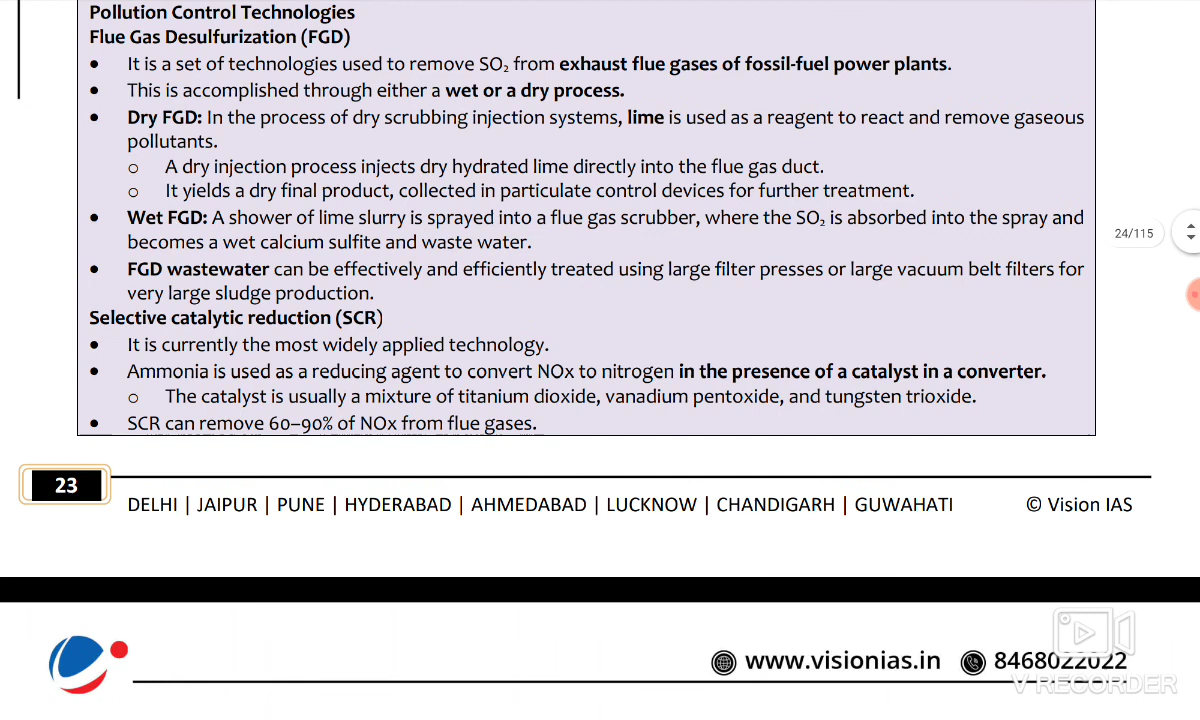 Pollution Control Technologies
Flue Gas Desulfurization (FGD)
• It is a set of technologies used to remove SO₂ from exhaust flue gases of fossil-fuel power plants.
• This is accomplished through either a wet or a dry process.
• Dry FGD: In the process of dry scrubbing injection systems, lime is used as a reagent to react and remove gaseous
pollutants.
o A dry injection process injects dry hydrated lime directly into the flue gas duct.
o It yields a dry final product, collected in particulate control devices for further treatment.
• Wet FGD: A shower of lime slurry is sprayed into a flue gas scrubber, where the SO₂ is absorbed into the spray and
becomes a wet calcium sulfite and waste water.
24/115
• FGD wastewater can be effectively and efficiently treated using large filter presses or large vacuum belt filters for
very large sludge production.
Selective catalytic reduction (SCR)
• It is currently the most widely applied technology.
• Ammonia is used as a reducing agent to convert NOx to nitrogen in the presence of a catalyst in a converter.
o The catalyst is usually a mixture of titanium dioxide, vanadium pentoxide, and tungsten trioxide.
• SCR can remove 60–90% of NOx from flue gases.
23
DELHI | JAIPUR | PUNE | HYDERABAD | AHMEDABAD | LUCKNOW | CHANDIGARH | GUWAHATI © Vision IAS
www.visionias.in 8468022022
V RECORDER